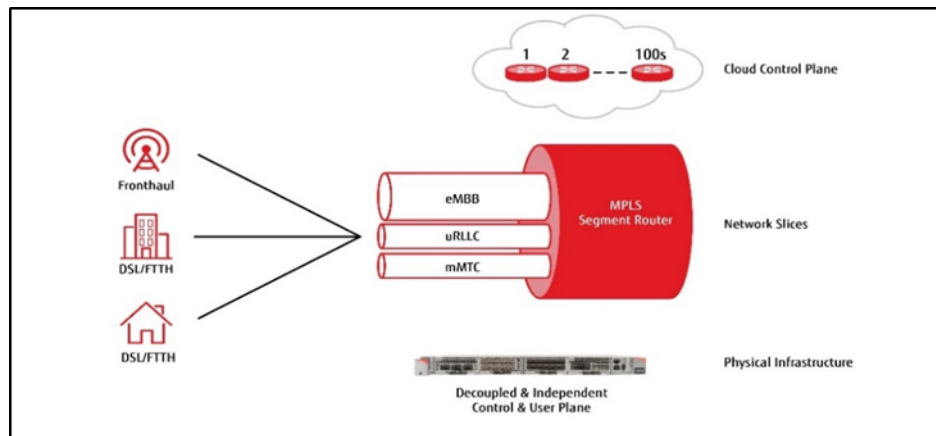 1 2 100s
Cloud Control Plane
Fronthaul
DSL/FTTH
DSL/FTTH
eMBB
uRLLC
mMTC
MPLS
Segment Router
Network Slices
Physical Infrastructure
Decoupled & Independent
Control & User Plane